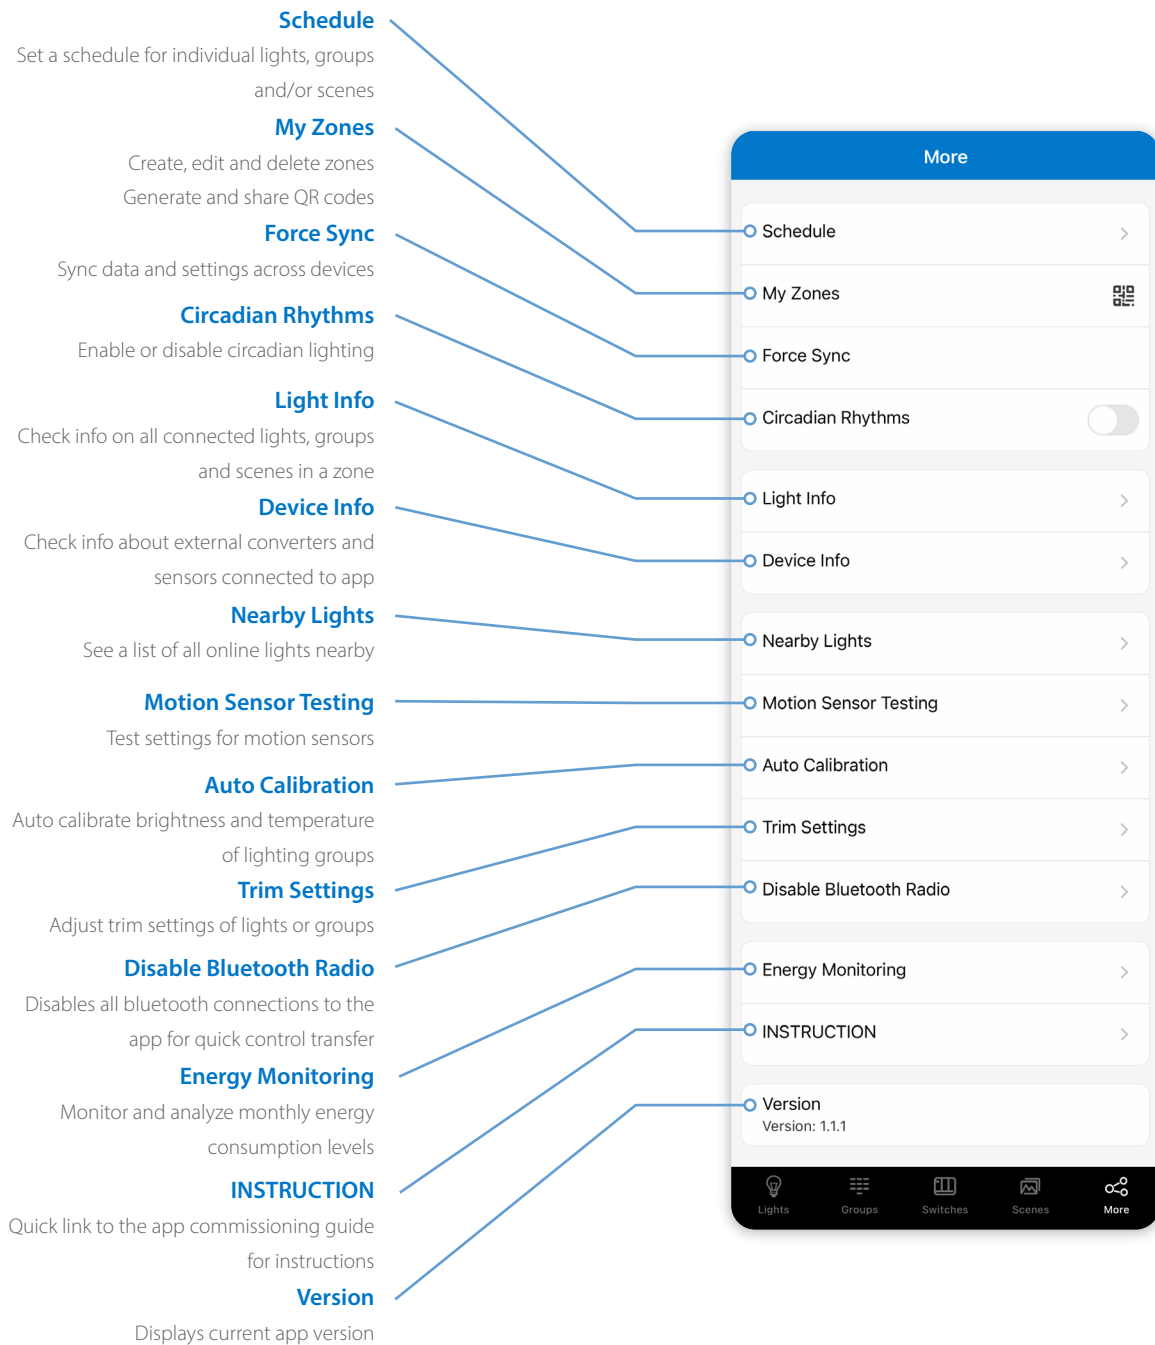 Schedule
Set a schedule for individual lights, groups
and/or scenes
My Zones
Create, edit and delete zones
Generate and share QR codes
Force Sync
Sync data and settings across devices
Circadian Rhythms
Enable or disable circadian lighting
Light Info
Check info on all connected lights, groups
and scenes in a zone
Device Info
Check info about external converters and
sensors connected to app
Nearby Lights
See a list of all online lights nearby
Motion Sensor Testing
Test settings for motion sensors
Auto Calibration
Auto calibrate brightness and temperature
of lighting groups
Trim Settings
Adjust trim settings of lights or groups
Disable Bluetooth Radio
Disables all bluetooth connections to the
app for quick control transfer
Energy Monitoring
Monitor and analyze monthly energy
consumption levels
INSTRUCTION
Quick link to the app commissioning guide
for instructions
Version
Displays current app version
More
Schedule
My Zones
Force Sync
Circadian Rhythms
Light Info
Device Info
Nearby Lights
Motion Sensor Testing
Auto Calibration
Trim Settings
Disable Bluetooth Radio
Energy Monitoring
INSTRUCTION
Version
Version: 1.1.1
Lights Groups Switches Scenes More